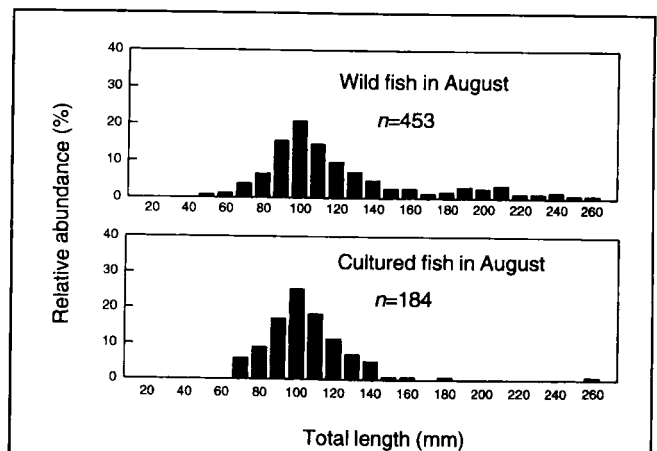 40
Wild fish in August
30
n=453
20
10
0
20 40 60 80 100 120 140 160 180 200 220 240 260
Relative abundance (%)
40
Cultured fish in August
30
n=184
20
10
0
20 40 60 80 100 120 140 160 180 200 220 240 260
Total length (mm)